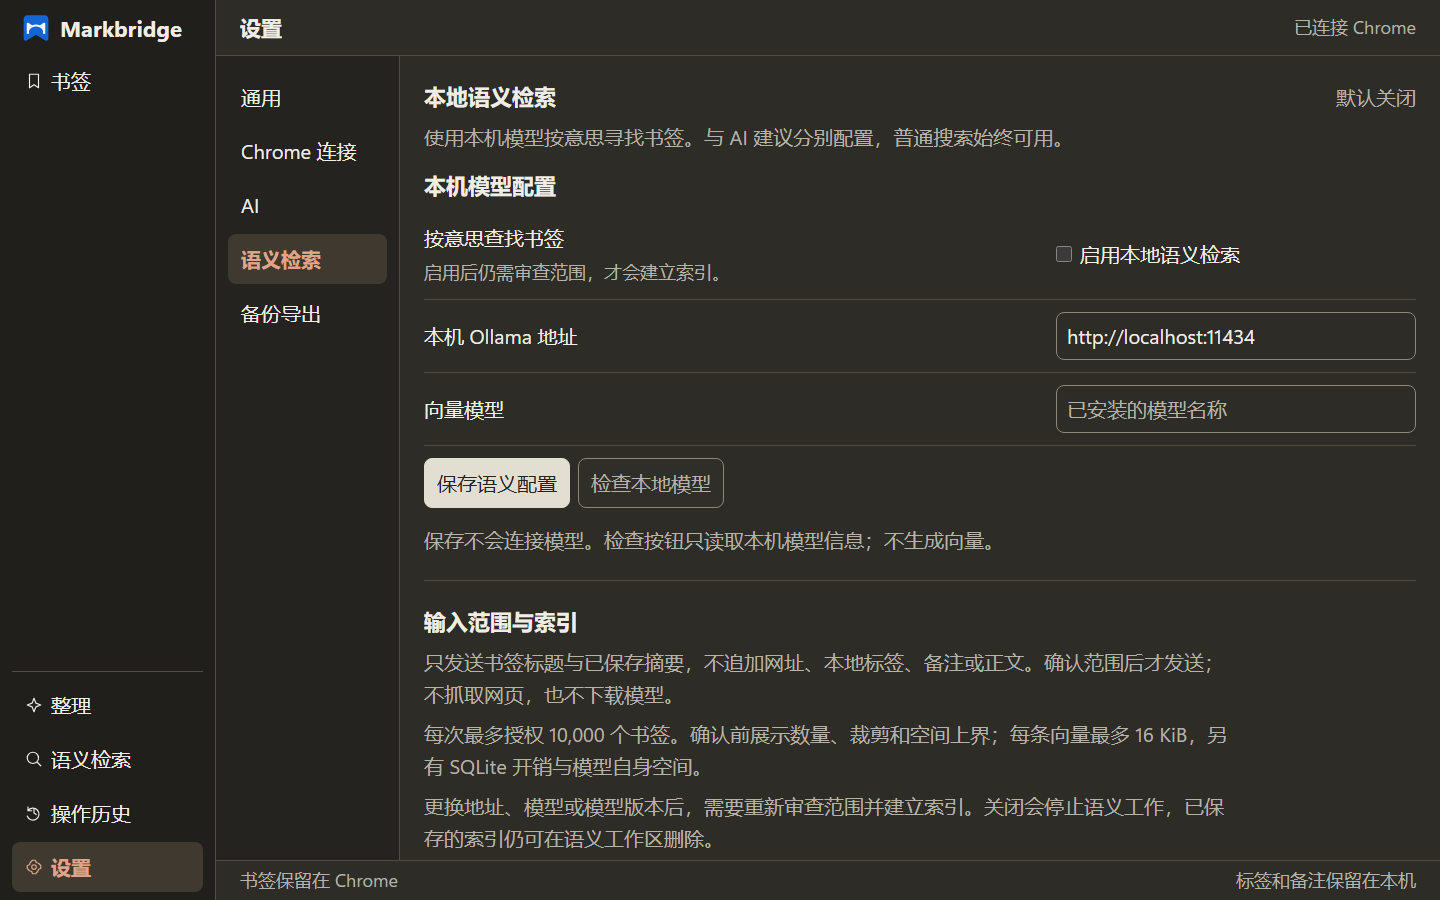 Markbridge
书签
整理
语义检索
操作历史
设置
设置
已连接 Chrome
通用
Chrome 连接
AI
语义检索
备份导出
本地语义检索
默认关闭
使用本机模型按意思寻找书签。与 AI 建议分别配置，普通搜索始终可用。
本机模型配置
按意思查找书签
启用后仍需审查范围，才会建立索引。
启用本地语义检索
本机 Ollama 地址
http://localhost:11434
向量模型
已安装的模型名称
保存语义配置
检查本地模型
保存不会连接模型。检查按钮只读取本机模型信息；不生成向量。
输入范围与索引
只发送书签标题与已保存摘要，不追加网址、本地标签、备注或正文。确认范围后才发送；
不抓取网页，也不下载模型。
每次最多授权 10,000 个书签。确认前展示数量、裁剪和空间上界；每条向量最多 16 KiB，另
有 SQLite 开销与模型自身空间。
更换地址、模型或模型版本后，需要重新审查范围并建立索引。关闭会停止语义工作，已保
存的索引仍可在语义工作区删除。
书签保留在 Chrome
标签和备注保留在本机